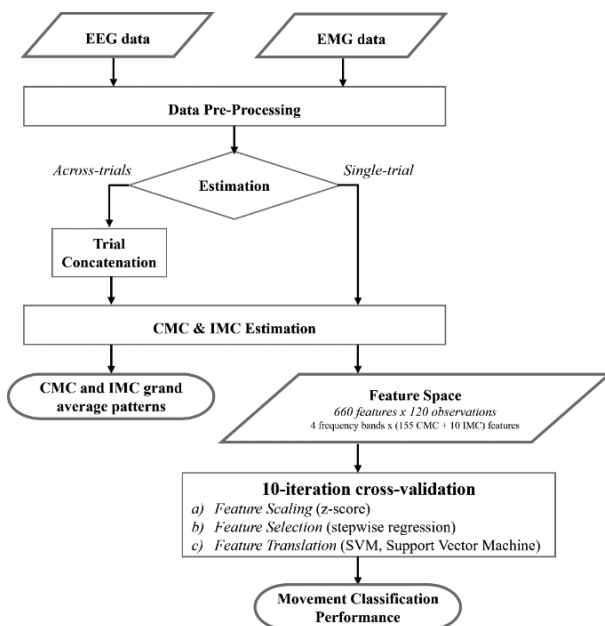 EEG data
EMG data
Data Pre-Processing
Across-trials
Estimation
Single-trial
Trial
Concatenation
CMC & IMC Estimation
CMC and IMC grand
average patterns
Feature Space
660 features x 120 observations
4 frequency bands x (155 CMC + 10 IMC) features
10-iteration cross-validation
a) Feature Scaling (z-score)
b) Feature Selection (stepwise regression)
c) Feature Translation (SVM, Support Vector Machine)
Movement Classification
Performance